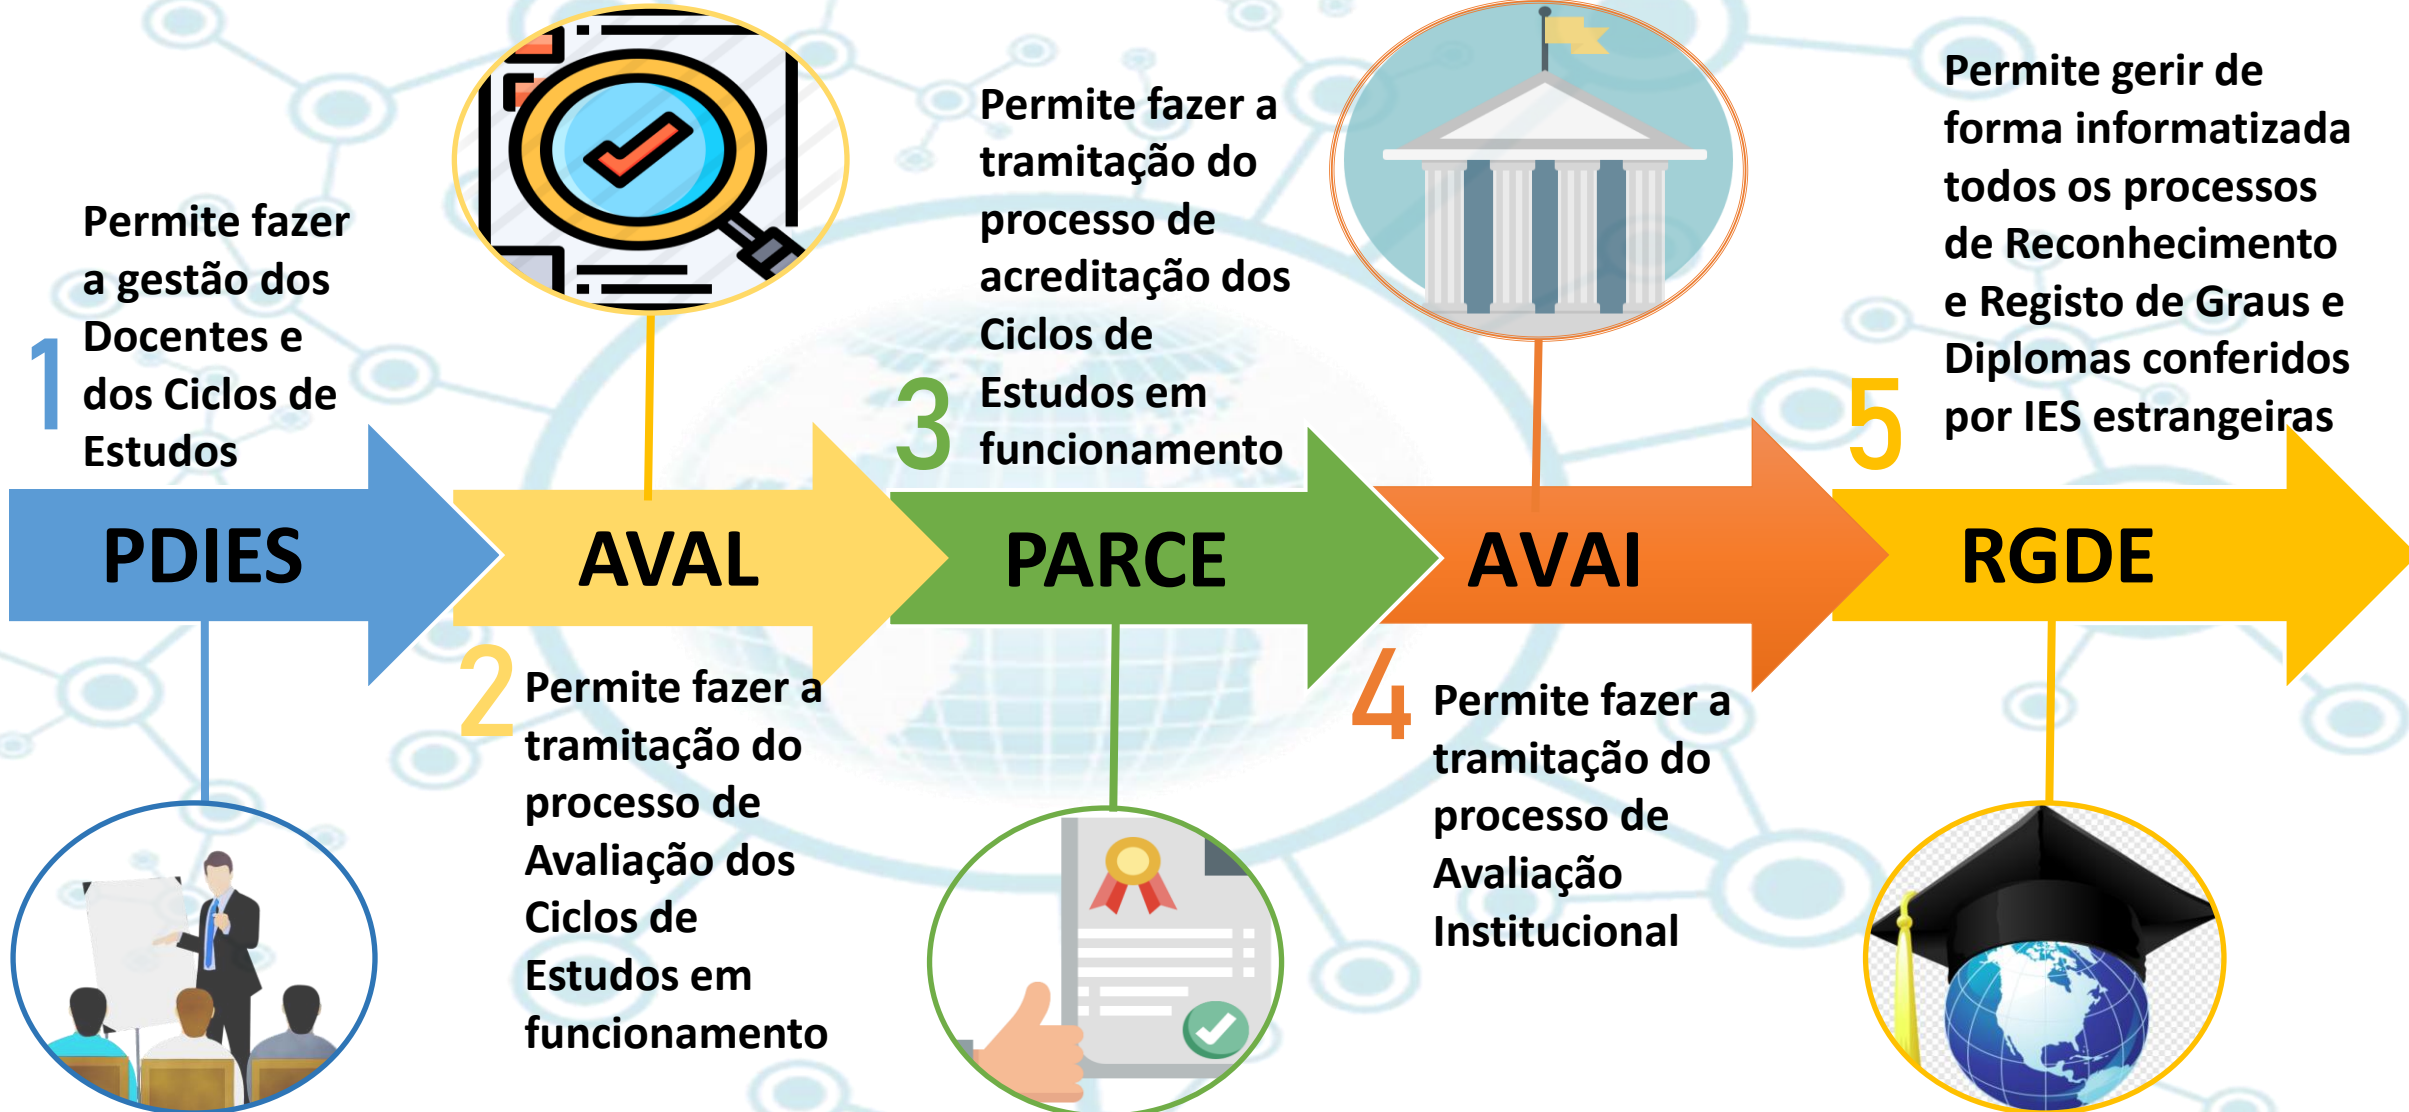 1
Permite fazer
a gestão dos
Docentes e
dos Ciclos de
Estudos
PDIES
AVAL
2
Permite fazer a
tramitação do
processo de
Avaliação dos
Ciclos de
Estudos em
funcionamento
3
Permite fazer a
tramitação do
processo de
acreditação dos
Ciclos de
Estudos em
funcionamento
PARCE
AVAI
4
Permite fazer a
tramitação do
processo de
Avaliação
Institucional
5
Permite gerir de
forma informatizada
todos os processos
de Reconhecimento
e Registo de Graus e
Diplomas conferidos
por IES estrangeiras
RGDE